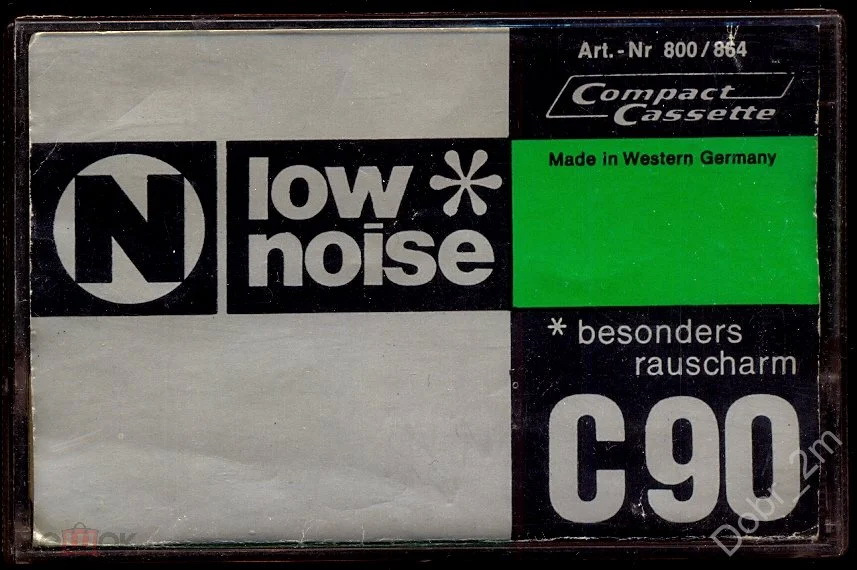 Art.-Nr 800/864
Compact
Cassette
Made in Western Germany
N
low *
noise
* besonders
rauscharm
C90
Dobr_2m